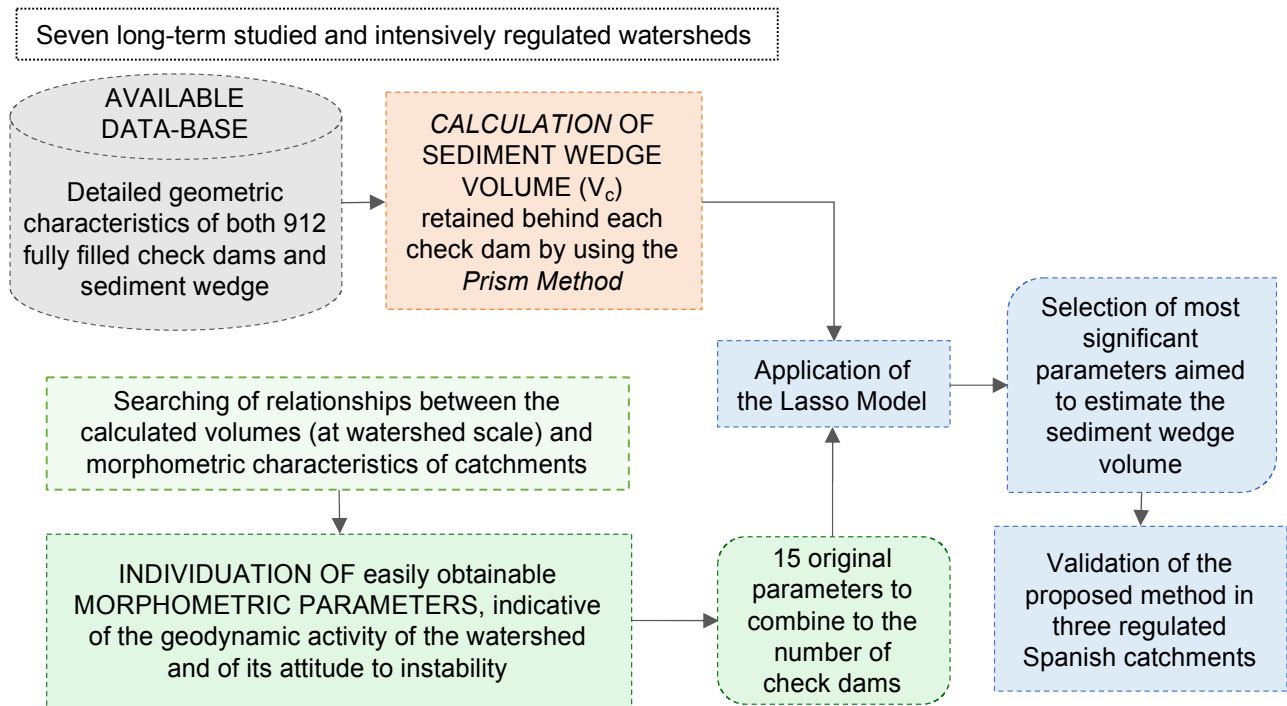 Seven long-term studied and intensively regulated watersheds
AVAILABLE
DATA-BASE
Detailed geometric
characteristics of both 912
fully filled check dams and
sediment wedge
CALCULATION OF
SEDIMENT WEDGE
VOLUME (Vc)
retained behind each
check dam by using the
Prism Method
Searching of relationships between the
calculated volumes (at watershed scale) and
morphometric characteristics of catchments
INDIVIDUATION OF easily obtainable
MORPHOMETRIC PARAMETERS, indicative
of the geodynamic activity of the watershed
and of its attitude to instability
15 original
parameters to
combine to the
number of
check dams
Application of
the Lasso Model
Selection of most
significant
parameters aimed
to estimate the
sediment wedge
volume
Validation of the
proposed method in
three regulated
Spanish catchments